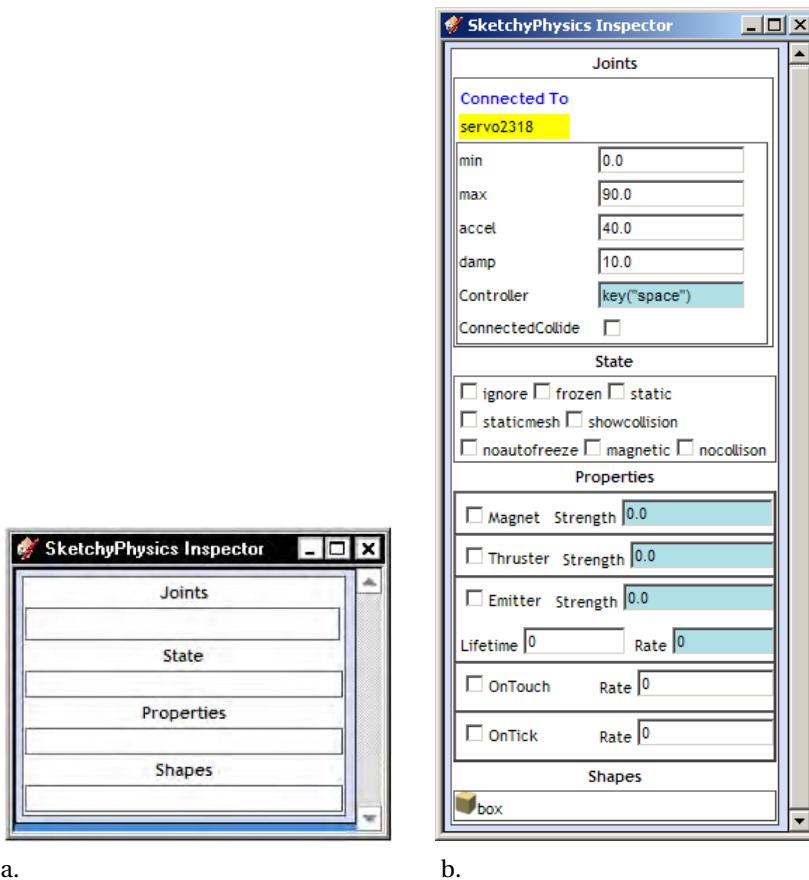 SketchyPhysics Inspector
Joints
State
Properties
Shapes
a.
SketchyPhysics Inspector
Joints
Connected To
servo2318
min 0.0
max 90.0
accel 40.0
damp 10.0
Controller key("space")
ConnectedCollide
State
ignore frozen static
staticmesh showcollision
noautofreeze magnetic nocollison
Properties
Magnet Strength 0.0
Thruster Strength 0.0
Emitter Strength 0.0
Lifetime 0 Rate 0
OnTouch Rate 0
OnTick Rate 0
Shapes
box
b.